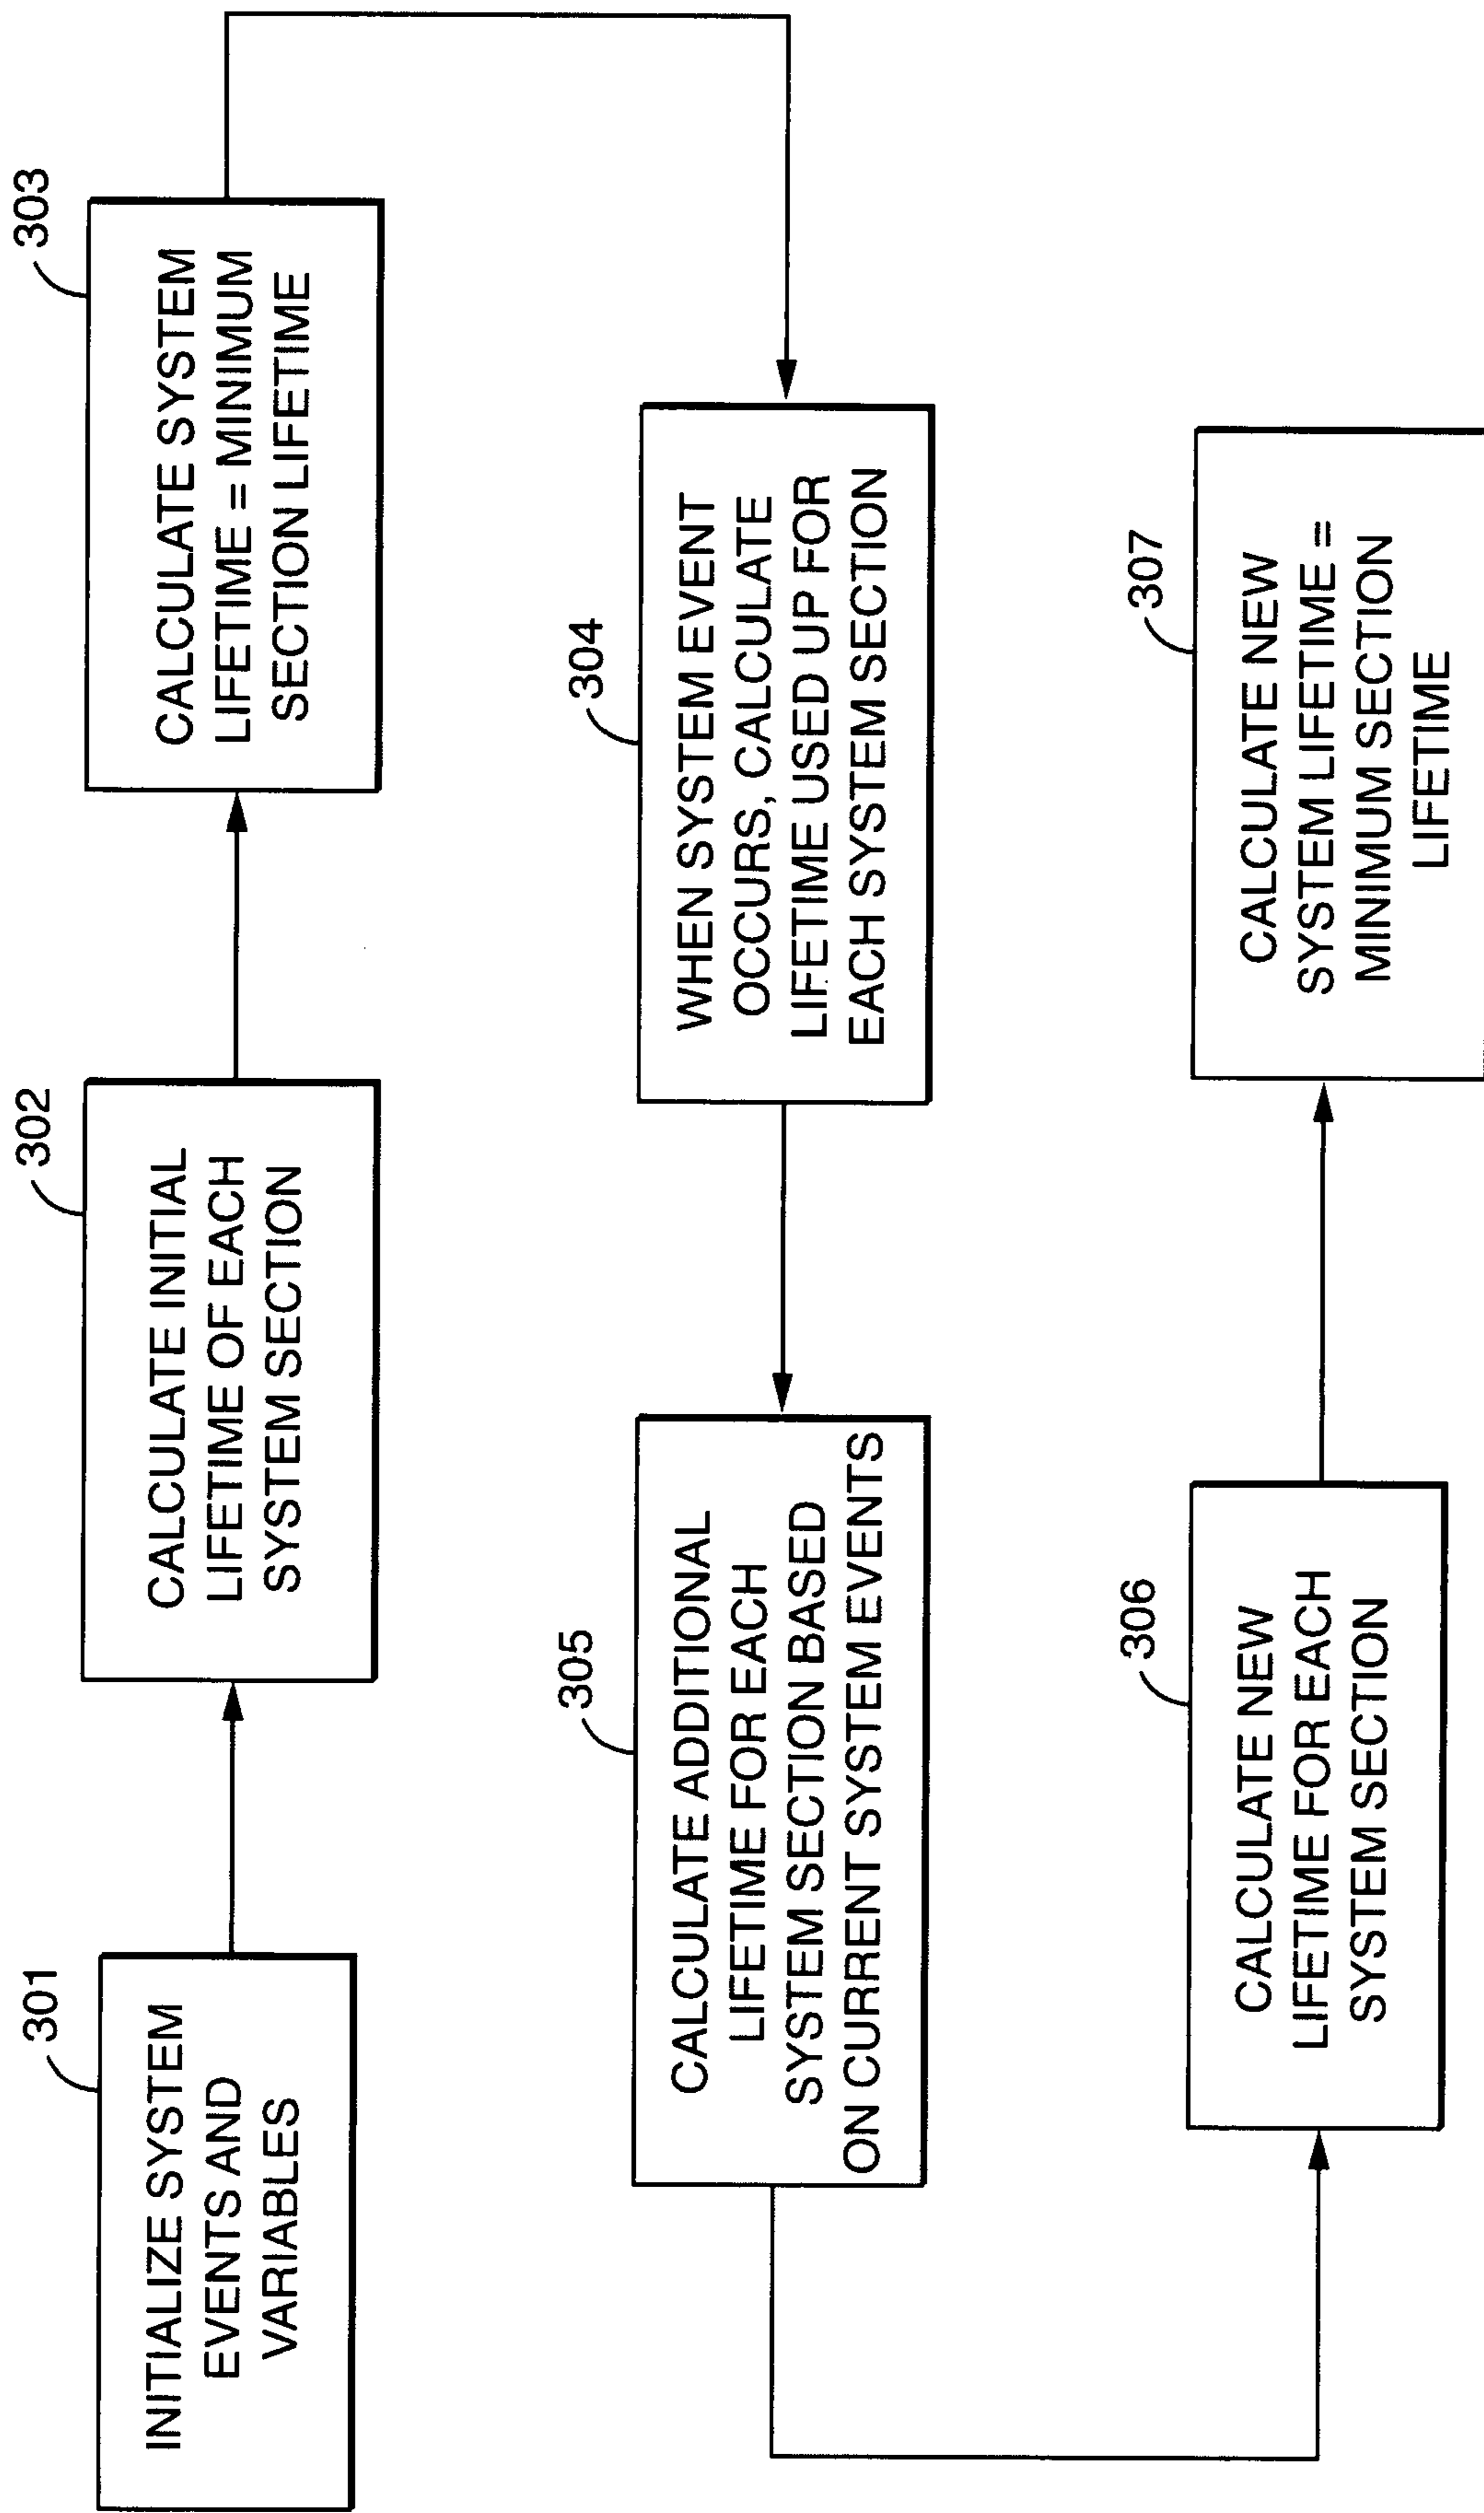 301
INITIALIZE SYSTEM
EVENTS AND
VARIABLES
302
CALCULATE INITIAL
LIFETIME OF EACH
SYSTEM SECTION
303
CALCULATE SYSTEM
LIFETIME = MINIMUM
SECTION LIFETIME
304
WHEN SYSTEM EVENT
OCCURS, CALCULATE
LIFETIME USED UP FOR
EACH SYSTEM SECTION
305
CALCULATE ADDITIONAL
LIFETIME FOR EACH
SYSTEM SECTION BASED
ON CURRENT SYSTEM EVENTS
306
CALCULATE NEW
LIFETIME FOR EACH
SYSTEM SECTION
307
CALCULATE NEW
SYSTEM LIFETIME =
MINIMUM SECTION
LIFETIME